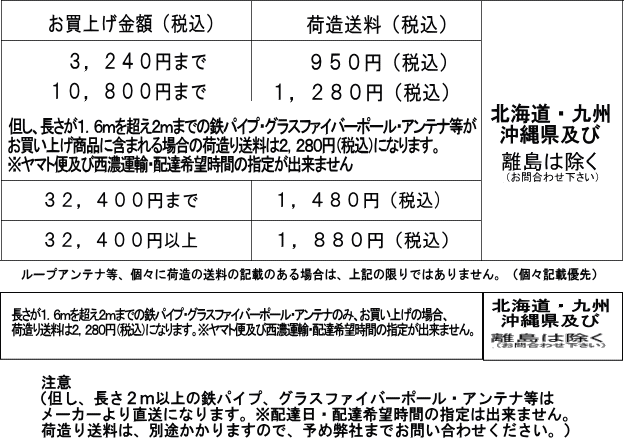 お買上げ金額（税込） 荷造送料（税込）
３，２４０円まで ９５０円（税込）
１０，８００円まで １，２８０円（税込）
但し、長さが1．6mを超え2mまでの鉄パイプ・グラスファイバーポール・アンテナ等が
お買い上げ商品に含まれる場合の荷造り送料は2，280円(税込)になります。
※ヤマト便及び西濃運輸・配達希望時間の指定が出来ません
３２，４００円まで １，４８０円（税込）
３２，４００円以上 １，８８０円（税込）
北海道・九州
沖縄県及び
離島は除く
（お問合わせ下さい）
ループアンテナ等、個々に荷造の送料の記載のある場合は、上記の限りではありません。（個々記載優先）
長さが1．6mを超え2mまでの鉄パイプ・グラスファイバーポール・アンテナのみ、お買い上げの場合、
荷造り送料は2，280円(税込)になります。※ヤマト便及び西濃運輸・配達希望時間の指定が出来ません。
北海道・九州
沖縄県及び
離島は除く
（お問合わせ下さい）
注意
（但し、長さ２ｍ以上の鉄パイプ、グラスファイバーポール・アンテナ等は
メーカーより直送になります。※配達日・配達希望時間の指定は出来ません。
荷造り送料は、別途かかりますので、予め弊社までお問い合わせください。）